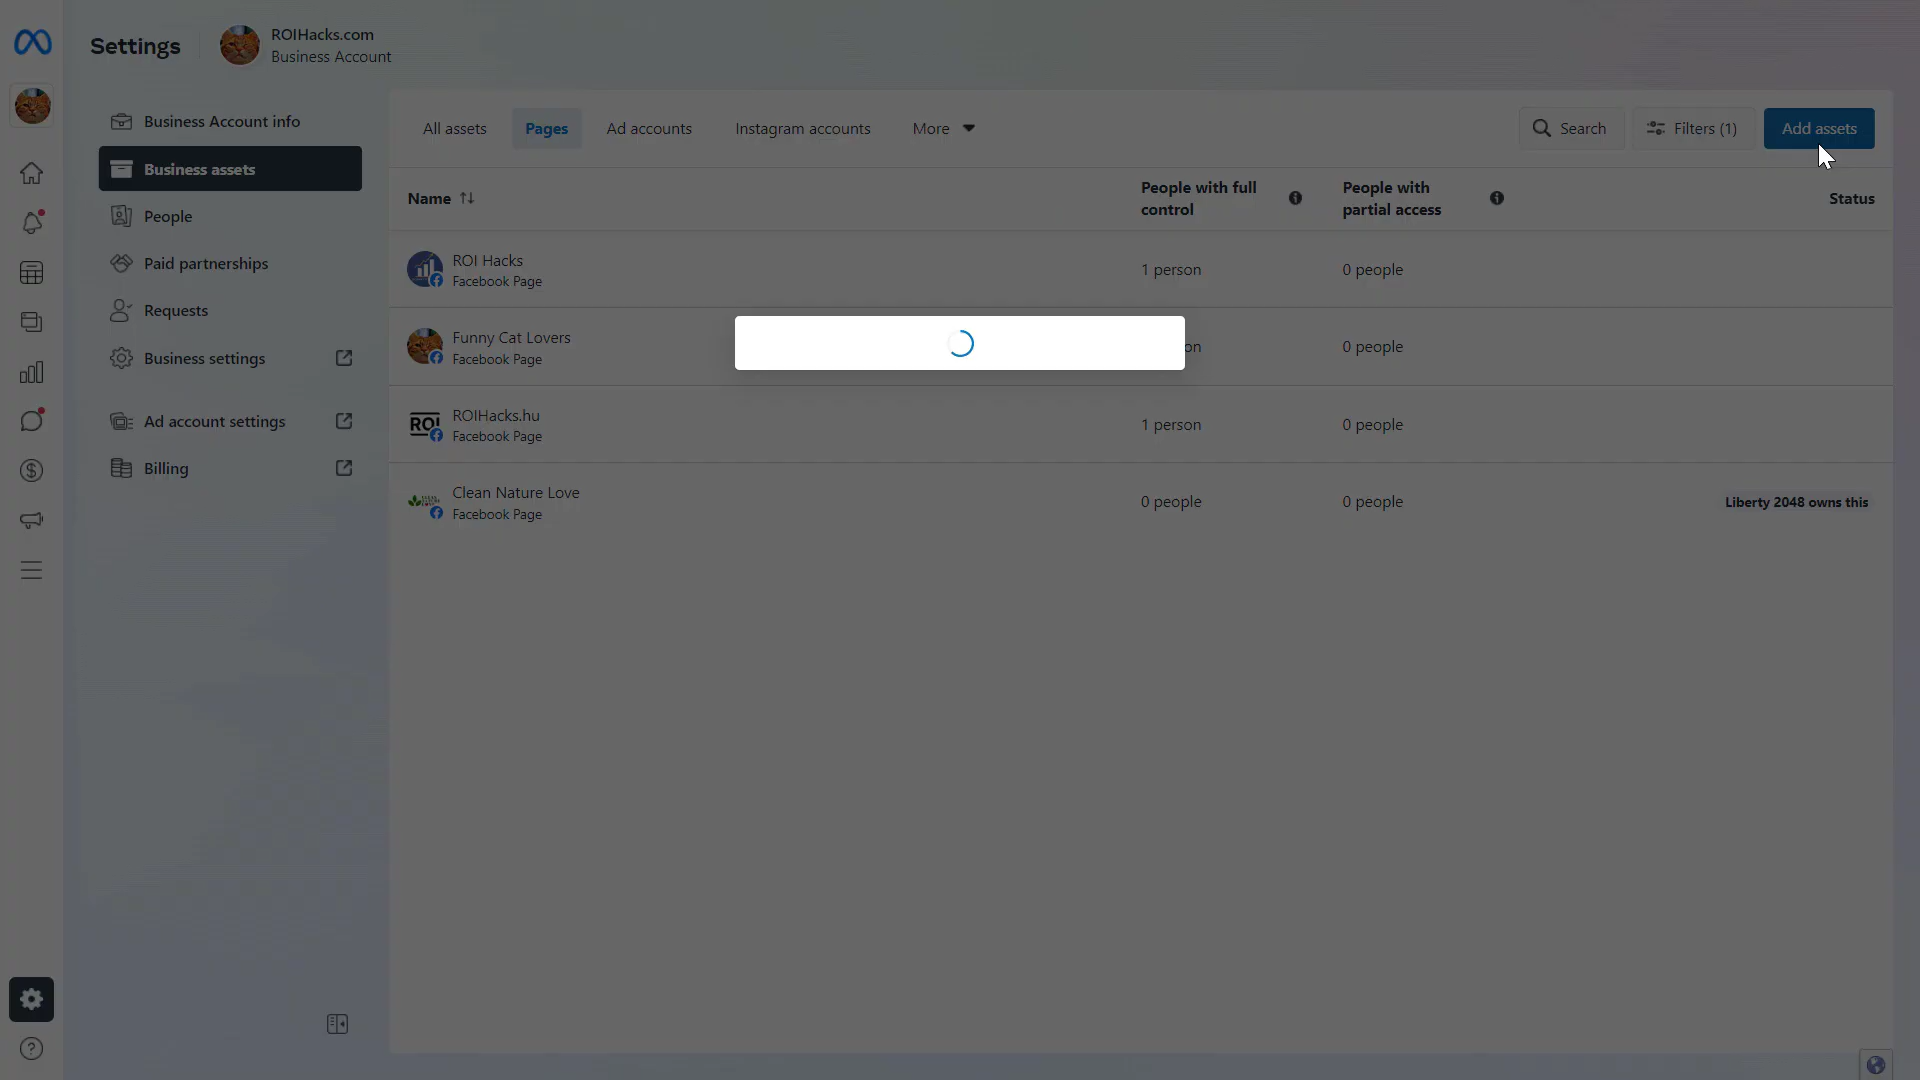 Settings
ROIHacks.com
Business Account
Business Account info
Business assets
People
Paid partnerships
Requests
Business settings
Ad account settings
Billing
All assets
Pages
Ad accounts
Instagram accounts
More
Search
Filters (1)
Add assets
Name
People with full
control
People with
partial access
Status
ROI Hacks
Facebook Page
1 person
0 people
Funny Cat Lovers
Facebook Page
on
0 people
ROI
ROIHacks.hu
Facebook Page
1 person
0 people
Clean Nature Love
Facebook Page
0 people
0 people
Liberty 2048 owns this